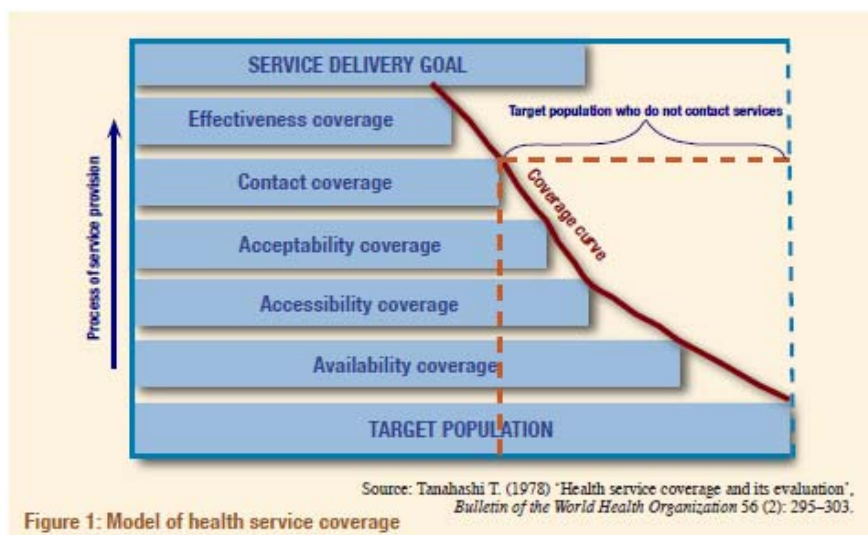 SERVICE DELIVERY GOAL
Effectiveness coverage
Target population who do not contact services
Contact coverage
Coverage curve
Acceptability coverage
Accessibility coverage
Availability coverage
TARGET POPULATION
Process of service provision
Source: Tanahashi T. (1978) ‘Health service coverage and its evaluation’,
Bulletin of the World Health Organization 56 (2): 295–303.
Figure 1: Model of health service coverage